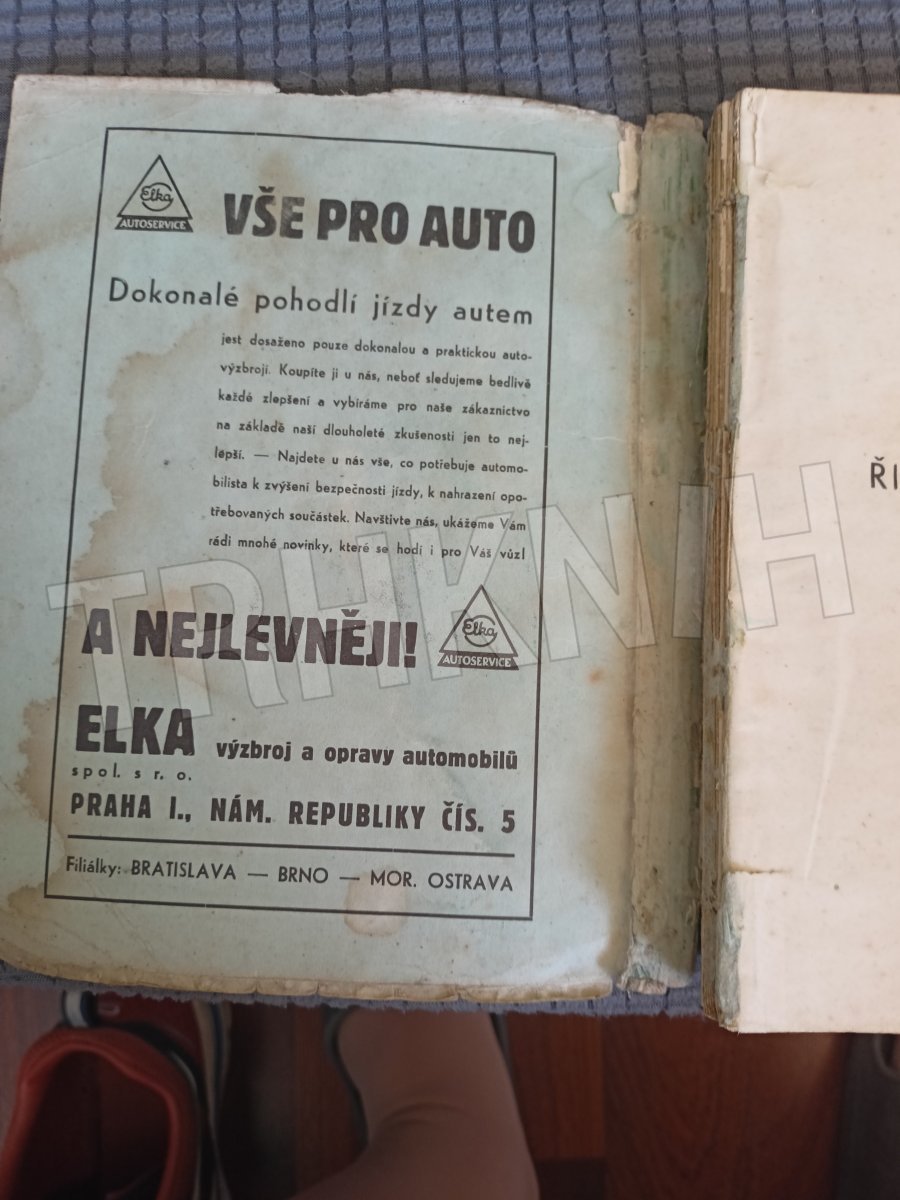 Elka
AUTOSERVICE
VŠE PRO AUTO
Dokonalé pohodlí jízdy autem
jest dosaženo pouze dokonalou a praktickou auto-
výzbrojí. Koupíte ji u nás, neboť sledujeme bedlivě
každé zlepšení a vybíráme pro naše zákaznictvo
na základě naší dlouholeté zkušenosti jen to nej-
lepší. — Najdete u nás vše, co potřebuje automo-
bilista k zvýšení bezpečnosti jízdy, k nahrazení opo-
třebovaných součástek. Navštivte nás, ukážeme Vám
rádi mnohé novinky, které se hodí i pro Váš vůz!
A NEJLEVNĚJI!
Elka
AUTOSERVICE
ELKA výzbroj a opravy automobilů
spol. s r. o.
PRAHA I., NÁM. REPUBLIKY ČÍS. 5
Filiálky: BRATISLAVA — BRNO — MOR. OSTRAVA
ŘI
TRHKNIH